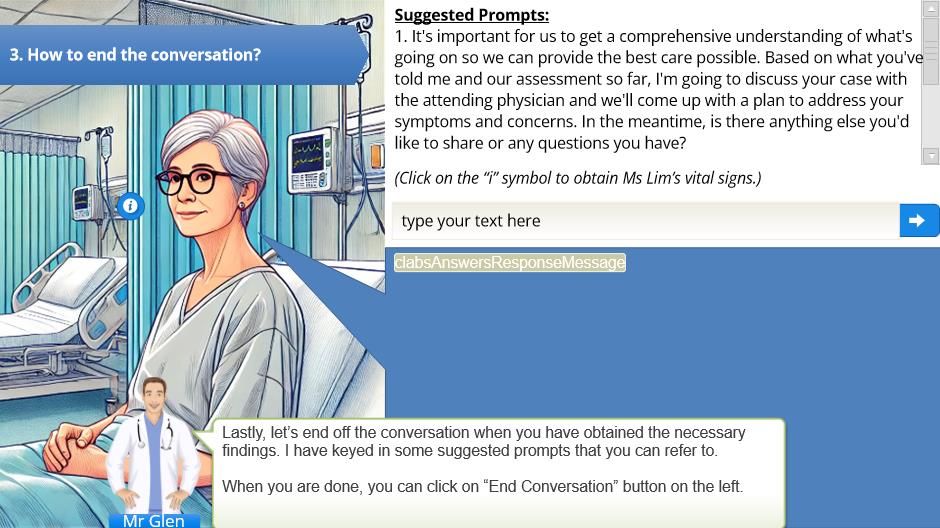 3. How to end the conversation?
Suggested Prompts:
1. It's important for us to get a comprehensive understanding of what's
going on so we can provide the best care possible. Based on what you've
told me and our assessment so far, I'm going to discuss your case with
the attending physician and we'll come up with a plan to address your
symptoms and concerns. In the meantime, is there anything else you'd
like to share or any questions you have?
(Click on the “i” symbol to obtain Ms Lim’s vital signs.)
i
type your text here
clabsAnswersResponseMessage
Lastly, let’s end off the conversation when you have obtained the necessary
findings. I have keyed in some suggested prompts that you can refer to.
When you are done, you can click on “End Conversation” button on the left.
Mr Glen